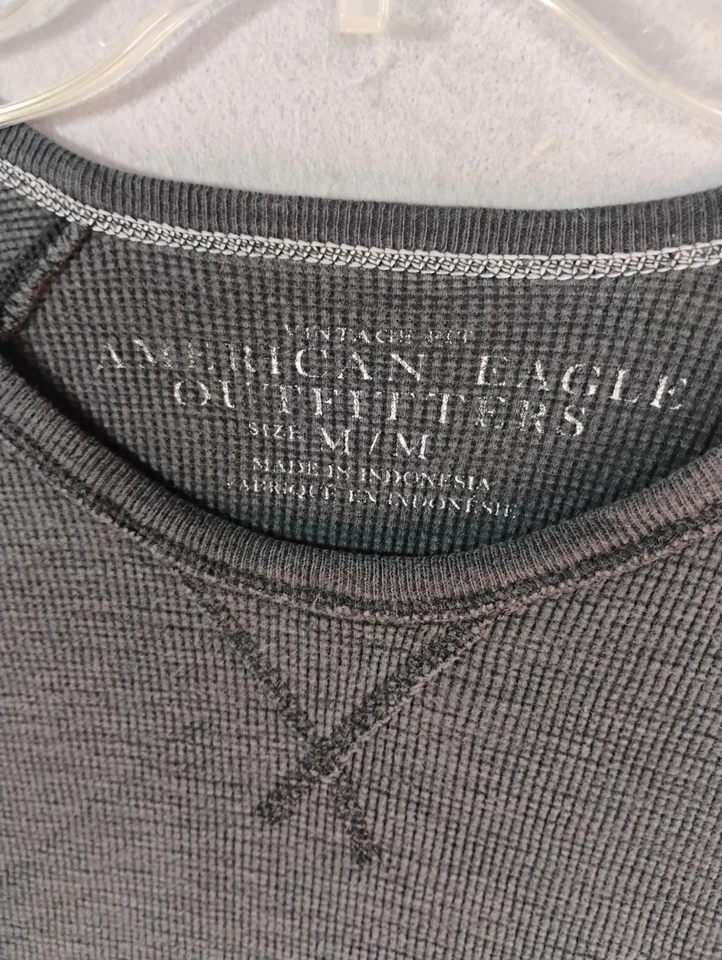 VINTAGE FIT
AMERICAN EAGLE
OUTFITTERS
SIZE M / M
MADE IN INDONESIA
FABRIQUÉ EN INDONÉSIE